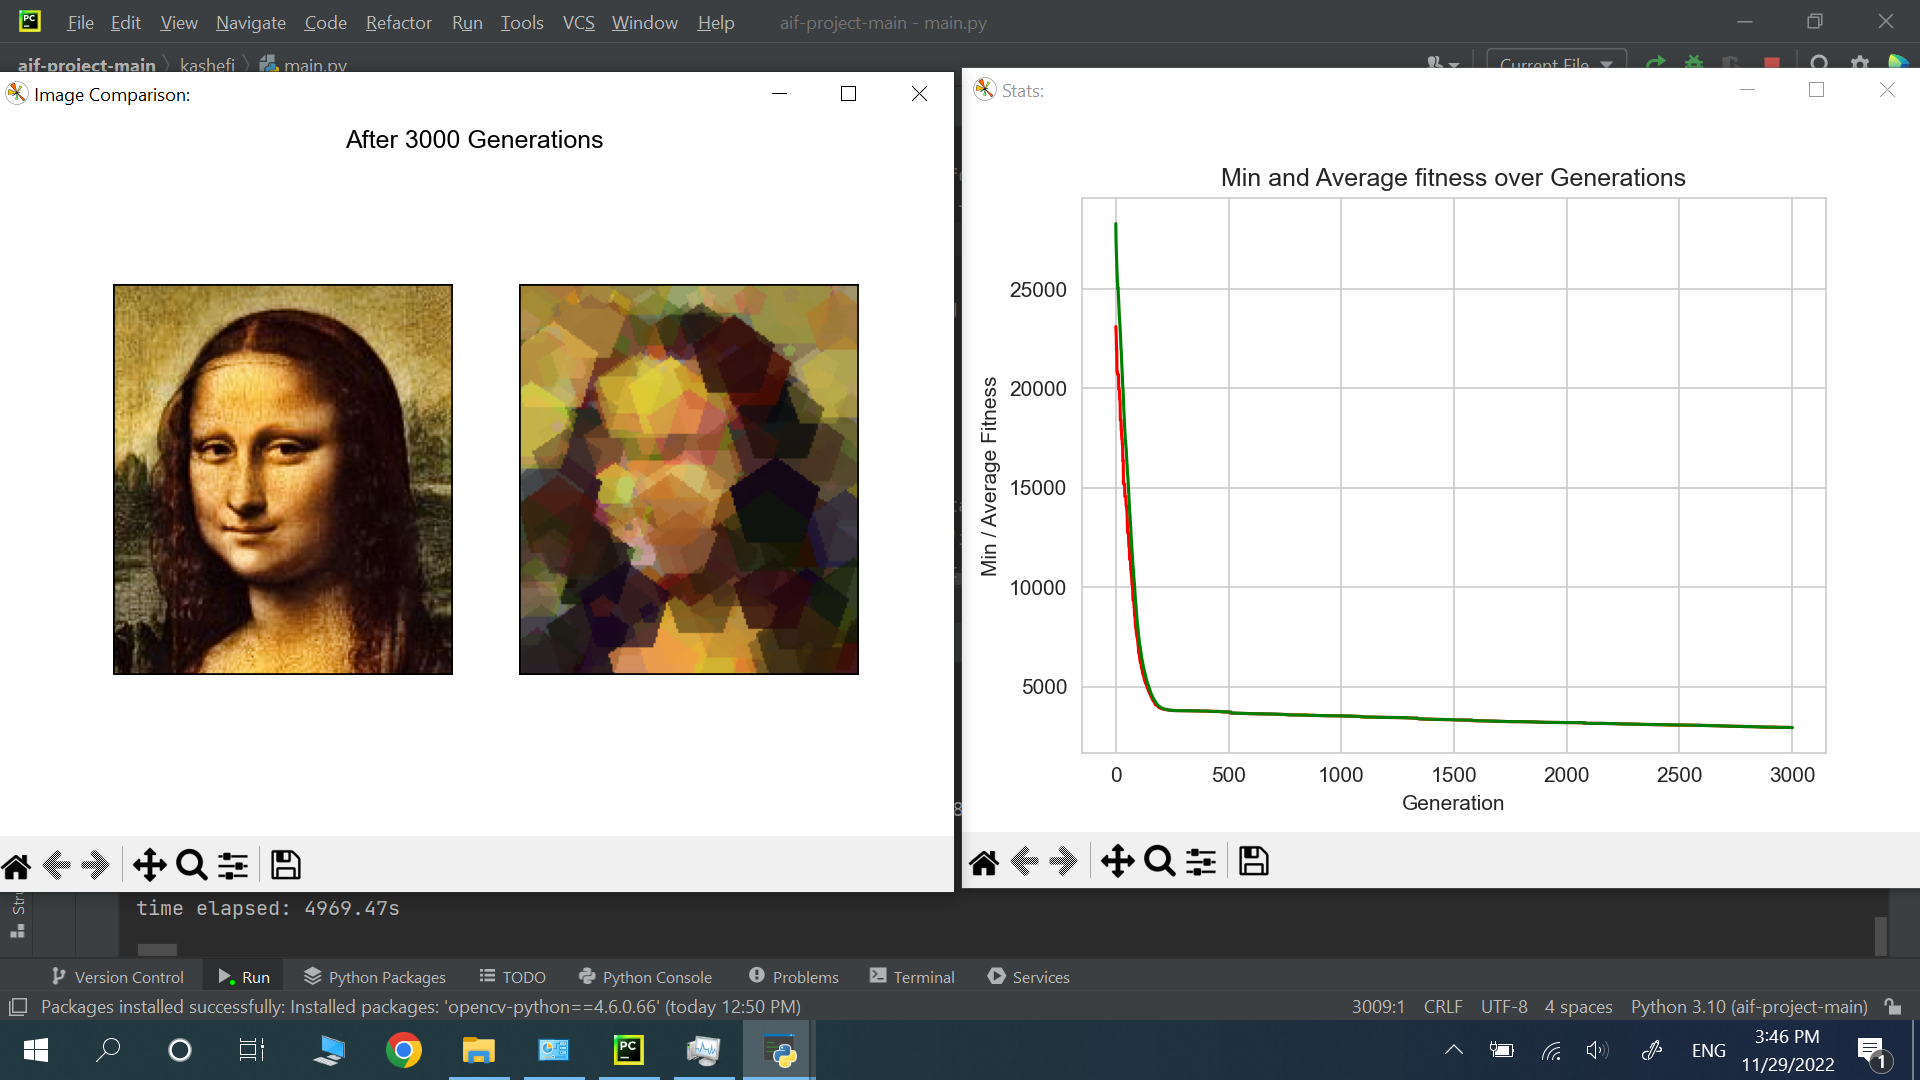 File Edit View Navigate Code Refactor Run Tools VCS Window Help aif-project-main - main.py
aif-project-main kashefi main.py Current File
Image Comparison:
After 3000 Generations
Stats:
Min and Average fitness over Generations
Min / Average Fitness
25000
20000
15000
10000
5000
0 500 1000 1500 2000 2500 3000
Generation
time elapsed: 4969.47s
Version Control Run Python Packages TODO Python Console Problems Terminal Services
Packages installed successfully: Installed packages: 'opencv-python==4.6.0.66' (today 12:50 PM) 3009:1 CRLF UTF-8 4 spaces Python 3.10 (aif-project-main)
PC
ENG
3:46 PM
11/29/2022
1